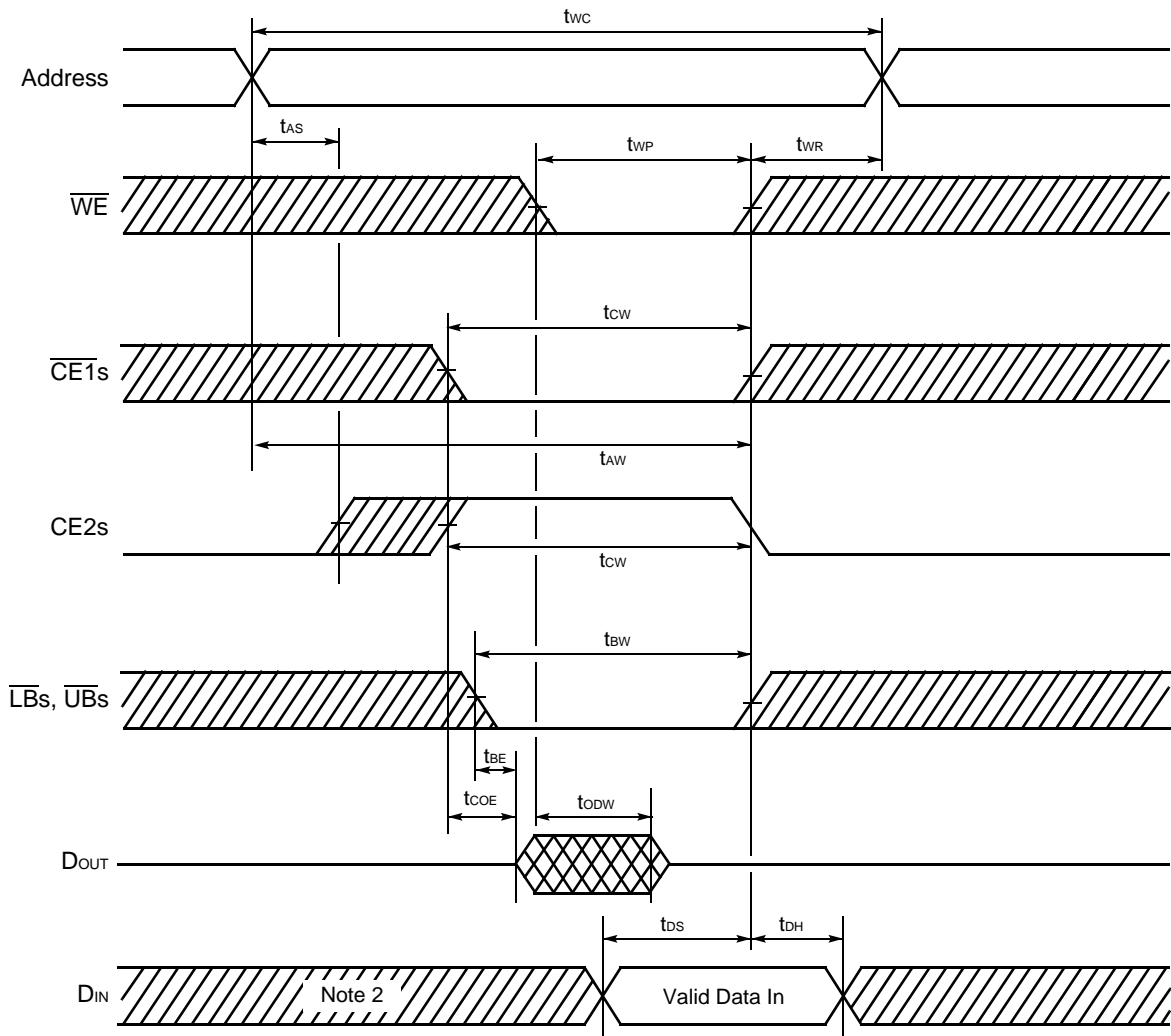 tWC
Address
tAS
tWP
tWR
WE
tCW
CE1s
tAW
CE2s
tCW
tBW
LBs, UBs
tBE
tCOE
tODW
DOUT
tDS
tDH
DIN
Note 2
Valid Data In